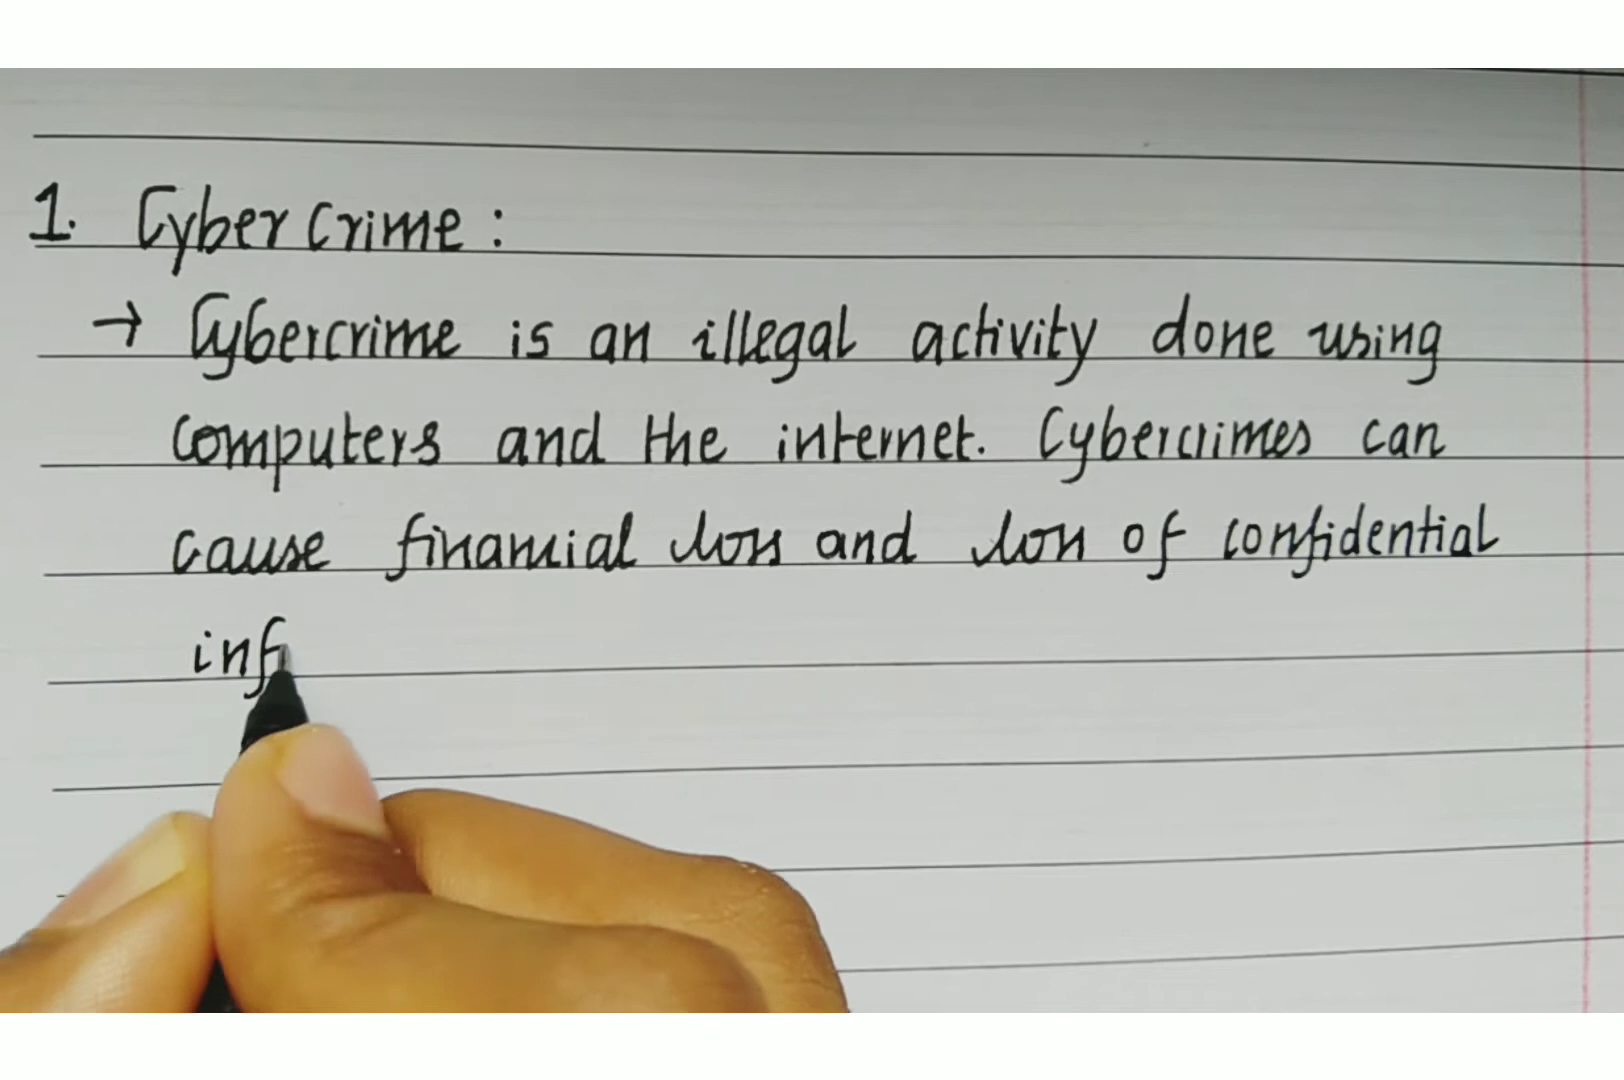 1. Cyber Crime :
→ Cybercrime is an illegal activity done using
computers and the internet. Cybercrimes can
cause financial loss and loss of confidential
inf